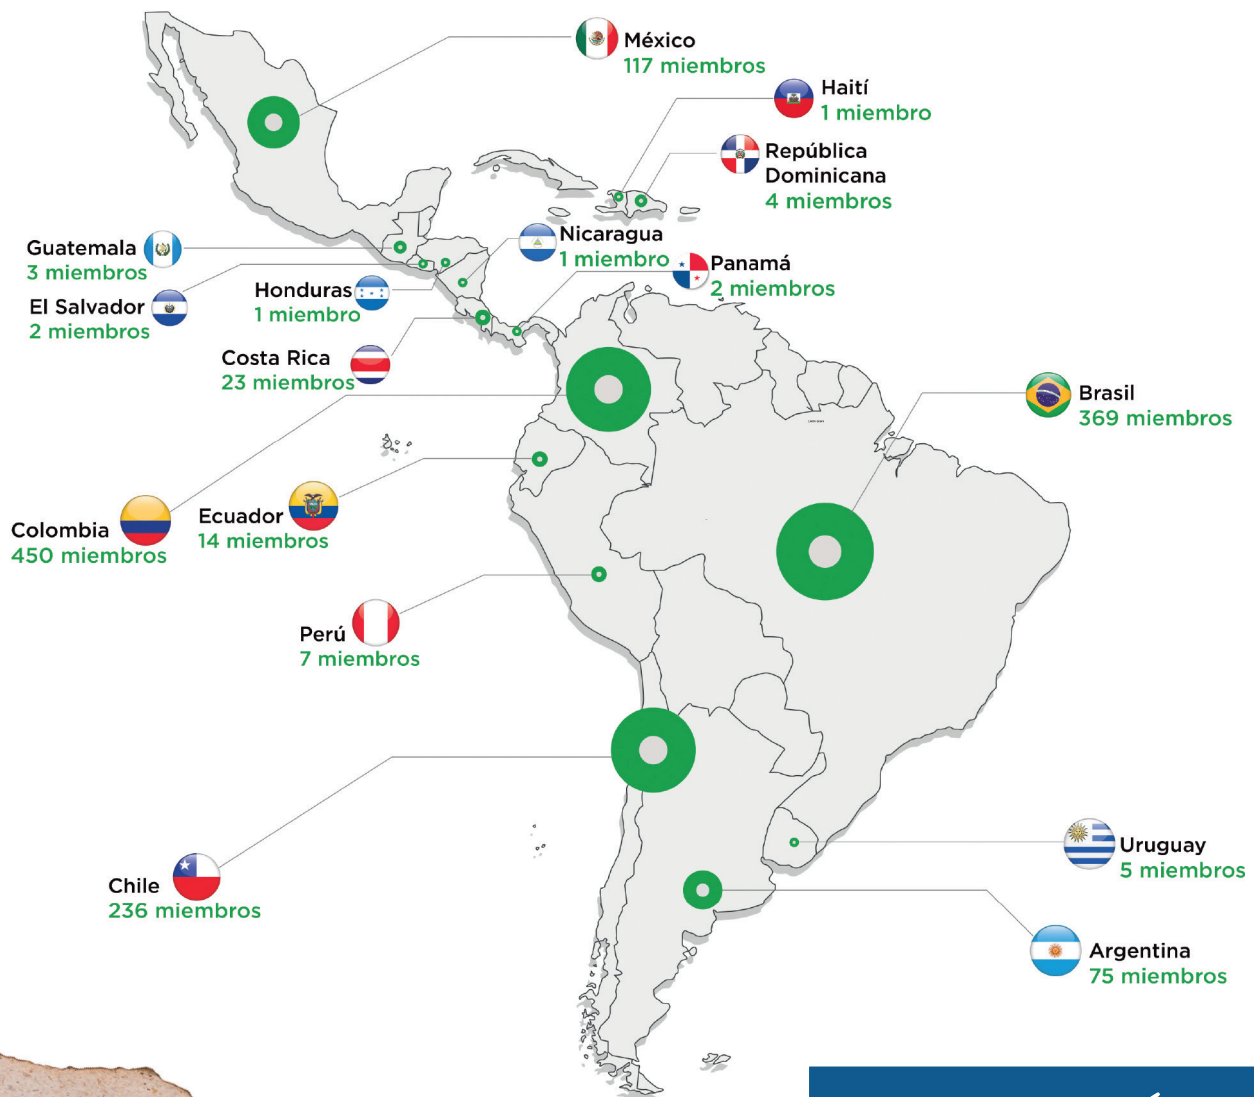 México
117 miembros
Haití
1 miembro
República
Dominicana
4 miembros
Guatemala
3 miembros
Nicaragua
1 miembro
Panamá
2 miembros
El Salvador
2 miembros
Honduras
1 miembro
Costa Rica
23 miembros
Brasil
369 miembros
Colombia
450 miembros
Ecuador
14 miembros
Perú
7 miembros
Chile
236 miembros
Uruguay
5 miembros
Argentina
75 miembros